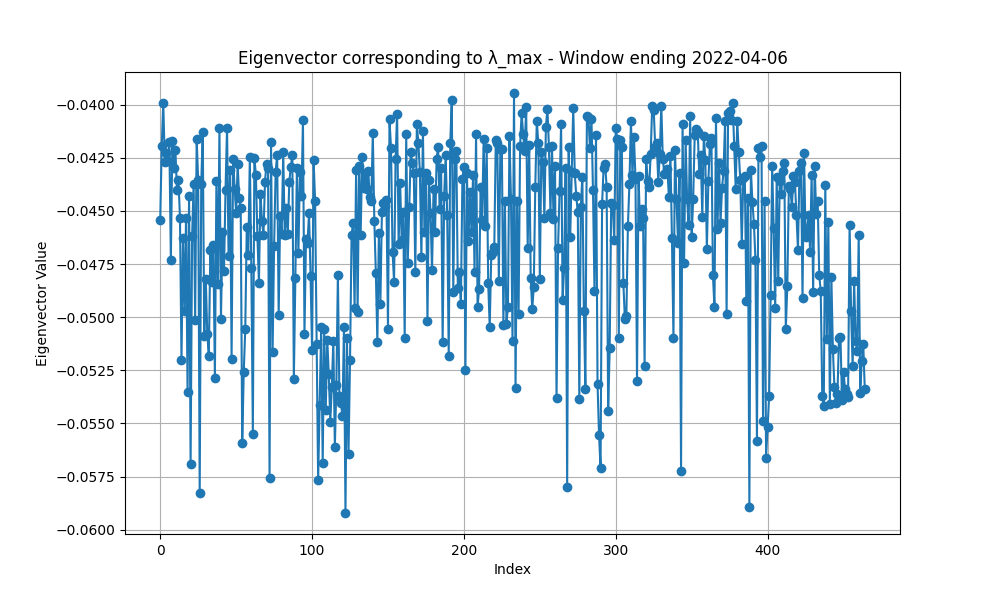 Eigenvector corresponding to λ_max - Window ending 2022-04-06
Eigenvector Value
−0.0400
−0.0425
−0.0450
−0.0475
−0.0500
−0.0525
−0.0550
−0.0575
−0.0600
0 100 200 300 400
Index